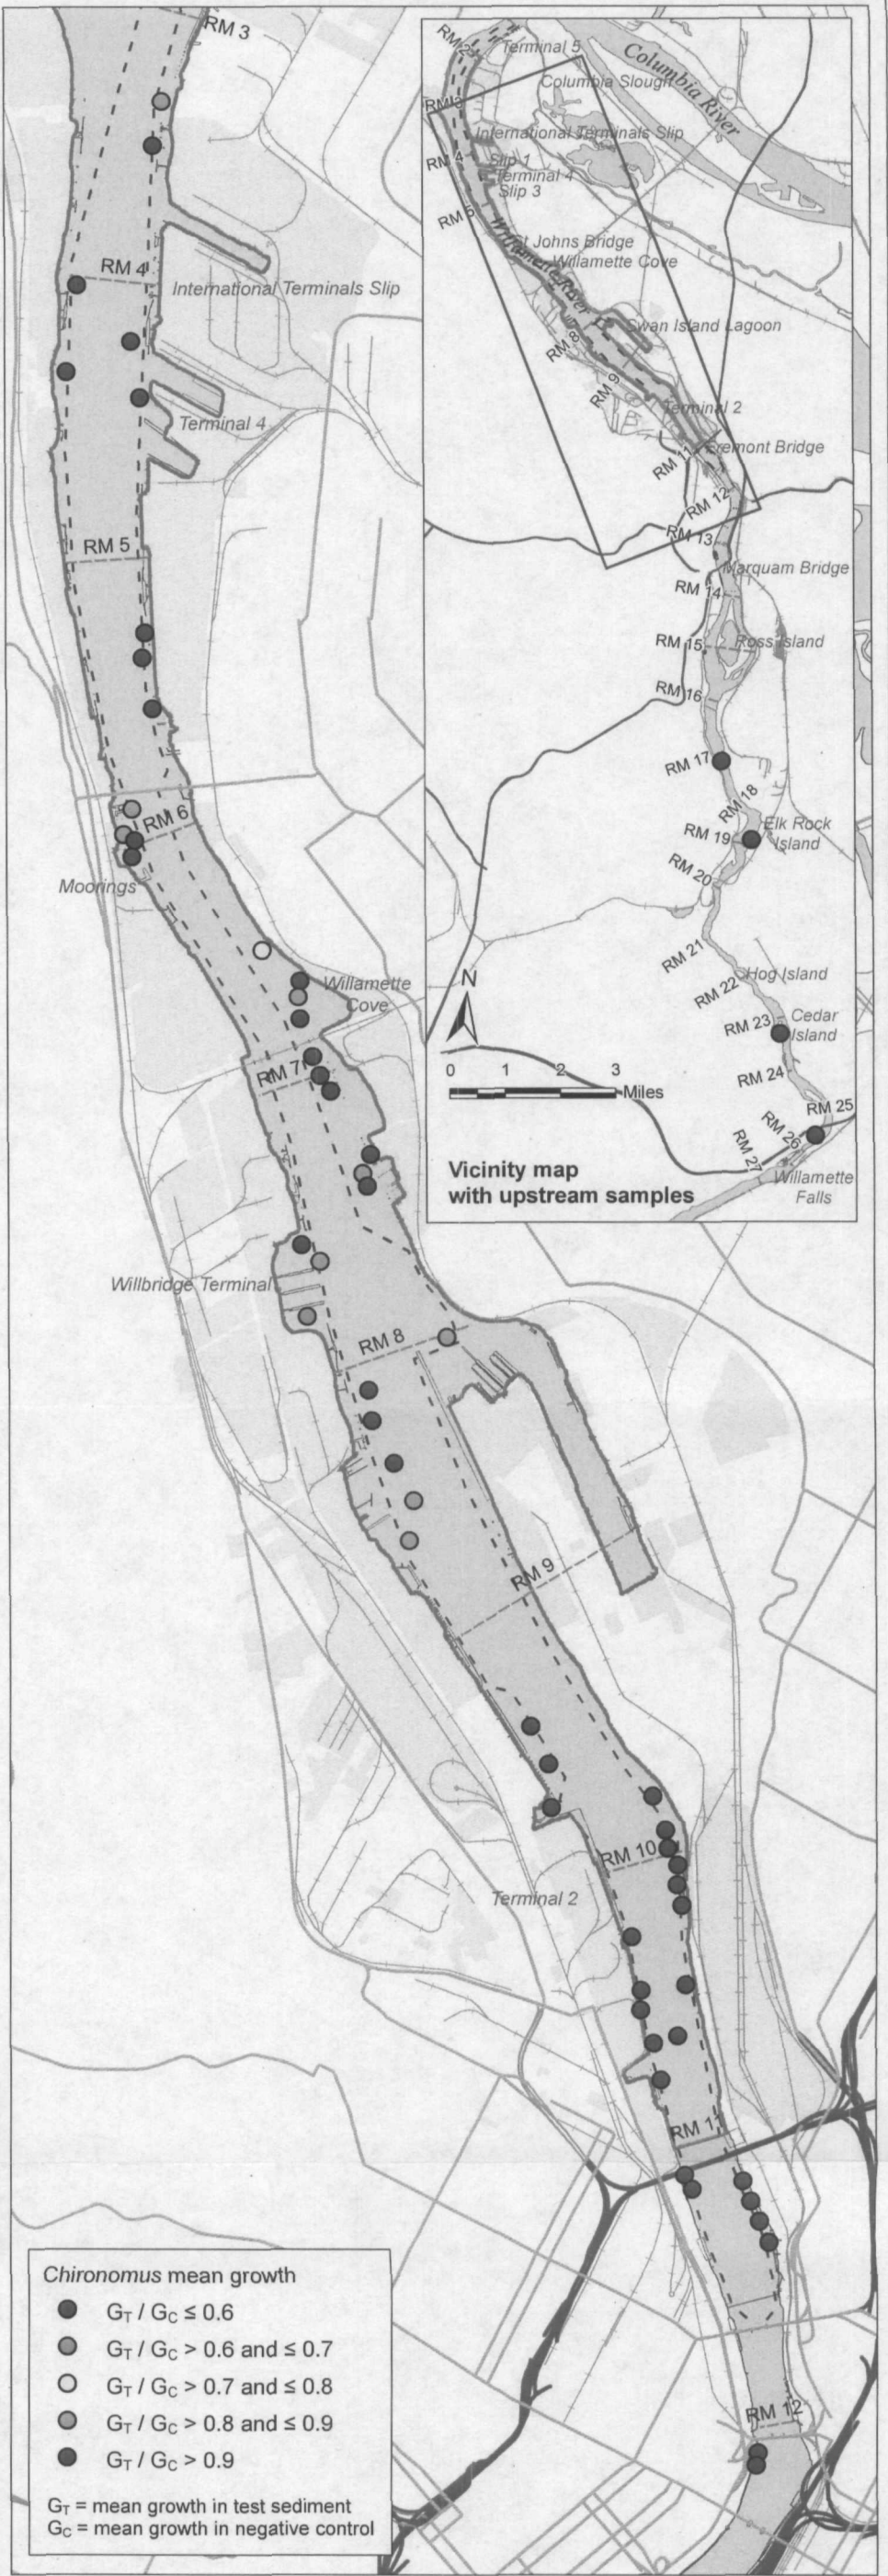 RM 3
RM 4
International Terminals Slip
Terminal 4
RM 5
RM 6
Moorings
Willamette
Cove
RM 7
Willbridge Terminal
RM 8
RM 9
RM 10
Terminal 2
RM 11
RM 12
RM 2
Terminal 5
Columbia Slough
Columbia River
RM 3
International Terminals Slip
RM 4
Slip 1
Terminal 4
Slip 3
St Johns Bridge
Willamette River
Willamette Cove
Swan Island Lagoon
RM 8
RM 9
Terminal 2
Fremont Bridge
RM 11
RM 12
RM 13
Marquam Bridge
RM 14
RM 15
Ross Island
RM 16
RM 17
RM 18
RM 19
Elk Rock
Island
RM 20
RM 21
Hog Island
RM 22
RM 23
Cedar
Island
RM 24
RM 25
RM 26
RM 27
Willamette
Falls
N
0 1 2 3
Miles
Vicinity map
with upstream samples
Chironomus mean growth
G_T / G_C ≤ 0.6
G_T / G_C > 0.6 and ≤ 0.7
G_T / G_C > 0.7 and ≤ 0.8
G_T / G_C > 0.8 and ≤ 0.9
G_T / G_C > 0.9
G_T = mean growth in test sediment
G_C = mean growth in negative control